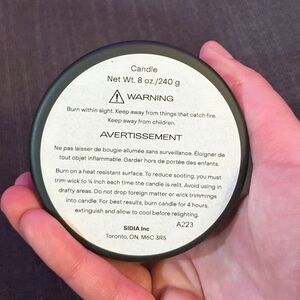 Candle
Net Wt. 8 oz./240 g
WARNING
Burn within sight. Keep away from things that catch fire.
Keep away from children.
AVERTISSEMENT
Ne pas laisser de bougie allumée sans surveillance. Éloigner de
tout objet inflammable. Garder hors de portée des enfants.
Burn on a heat resistant surface. To reduce sooting, you must
trim wick to ¼ inch each time the candle is relit. Avoid using in
drafty areas. Do not drop foreign matter or wick trimmings
into candle. For best results, burn candle for 4 hours,
extinguish and allow to cool before relighting.
A223
SIDIA Inc
Toronto, ON, M6C 3R5